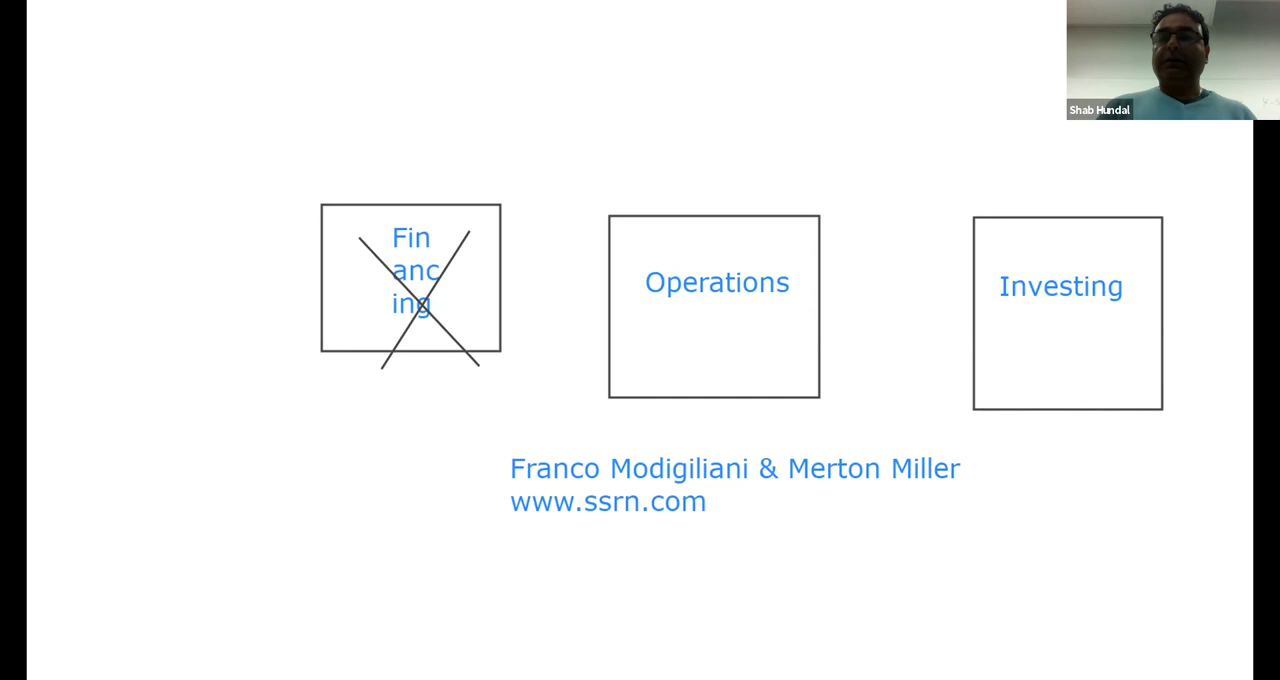 Shab Hundal
Fin
anc
ing
Operations
Investing
Franco Modigiliani & Merton Miller
www.ssrn.com